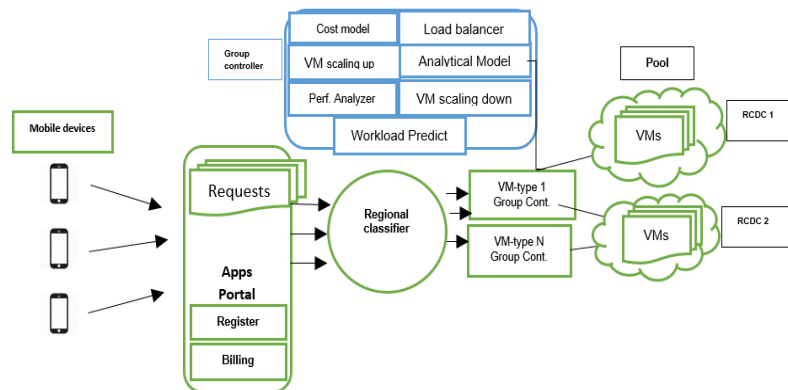 Cost model
Load balancer
Group
controller
VM scaling up
Analytical Model
Perf. Analyzer
VM scaling down
Workload Predict
Pool
RCDC 1
VMs
Mobile devices
Requests
Regional
classifier
VM-type 1
Group Cont.
VM-type N
Group Cont.
RCDC 2
VMs
Apps
Portal
Register
Billing